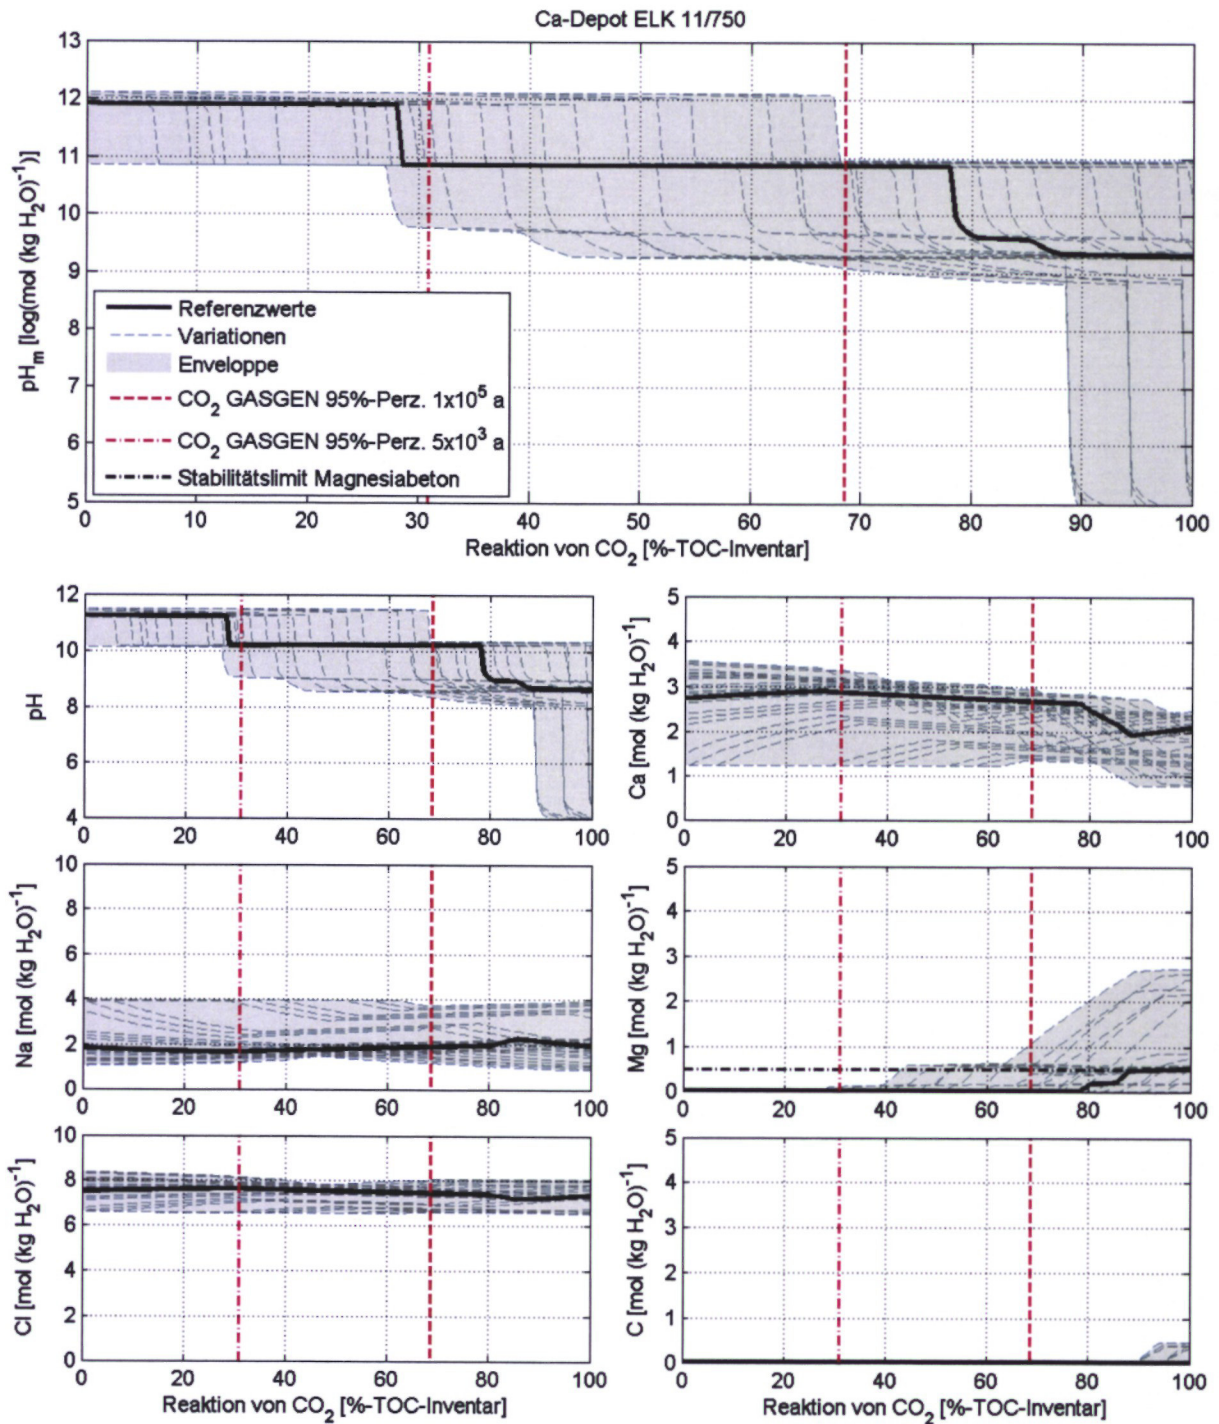 Ca-Depot ELK 11/750
13
12
11
10
9
8
7
6
5
pH_m [log(mol (kg H₂O)⁻¹)]
Referenzwerte
Variationen
Enveloppe
CO₂ GASGEN 95%-Perz. 1x10⁵ a
CO₂ GASGEN 95%-Perz. 5x10³ a
Stabilitätslimit Magnesiabeton
0 10 20 30 40 50 60 70 80 90 100
Reaktion von CO₂ [%-TOC-Inventar]
12
10
8
6
4
pH
0 20 40 60 80 100
5
4
3
2
1
0
Ca [mol (kg H₂O)⁻¹]
0 20 40 60 80 100
10
8
6
4
2
0
Na [mol (kg H₂O)⁻¹]
0 20 40 60 80 100
5
4
3
2
1
0
Mg [mol (kg H₂O)⁻¹]
0 20 40 60 80 100
10
8
6
4
2
0
Cl [mol (kg H₂O)⁻¹]
0 20 40 60 80 100
Reaktion von CO₂ [%-TOC-Inventar]
5
4
3
2
1
0
C [mol (kg H₂O)⁻¹]
0 20 40 60 80 100
Reaktion von CO₂ [%-TOC-Inventar]